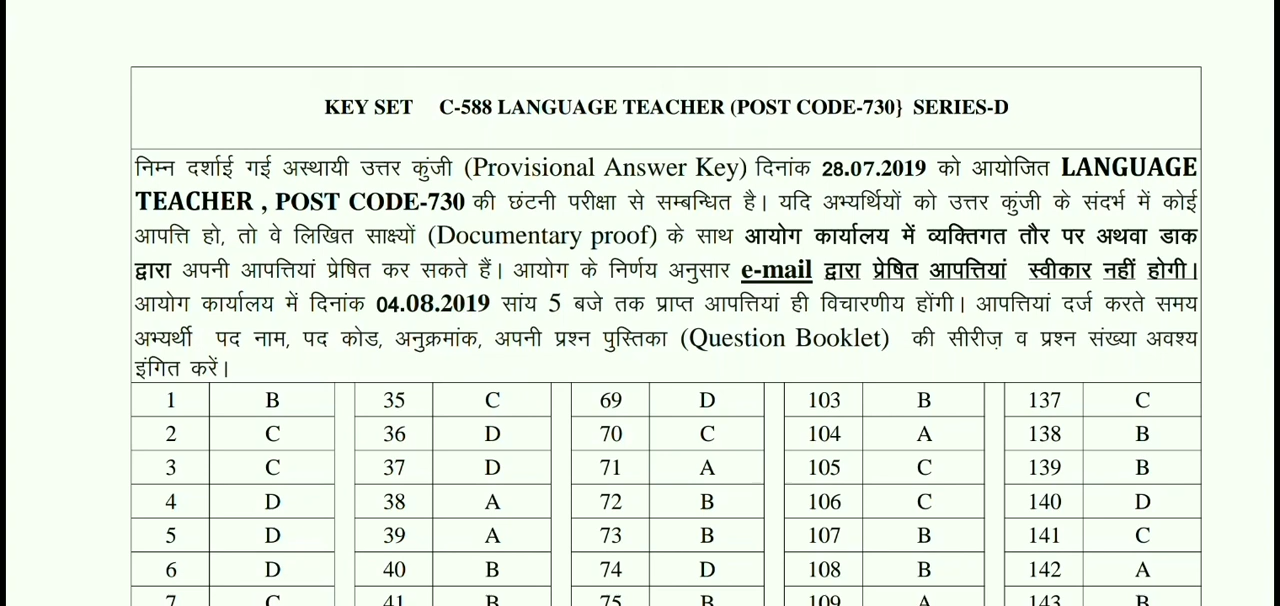 KEY SET C-588 LANGUAGE TEACHER (POST CODE-730} SERIES-D
निम्न दर्शाई गई अस्थायी उत्तर कुंजी (Provisional Answer Key) दिनांक 28.07.2019 को आयोजित LANGUAGE
TEACHER , POST CODE-730 की छंटनी परीक्षा से सम्बन्धित है। यदि अभ्यर्थियों को उत्तर कुंजी के संदर्भ में कोई
आपत्ति हो, तो वे लिखित साक्ष्यों (Documentary proof) के साथ आयोग कार्यालय में व्यक्तिगत तौर पर अथवा डाक
द्वारा अपनी आपत्तियां प्रेषित कर सकते हैं। आयोग के निर्णय अनुसार e-mail द्वारा प्रेषित आपत्तियां स्वीकार नहीं होगी।
आयोग कार्यालय में दिनांक 04.08.2019 सांय 5 बजे तक प्राप्त आपत्तियां ही विचारणीय होंगी। आपत्तियां दर्ज करते समय
अभ्यर्थी पद नाम, पद कोड, अनुक्रमांक, अपनी प्रश्न पुस्तिका (Question Booklet) की सीरीज़ व प्रश्न संख्या अवश्य
इंगित करें।
1 B 35 C 69 D 103 B 137 C
2 C 36 D 70 C 104 A 138 B
3 C 37 D 71 A 105 C 139 B
4 D 38 A 72 B 106 C 140 D
5 D 39 A 73 B 107 B 141 C
6 D 40 B 74 D 108 B 142 A
7 C 41 B 75 B 109 A 143 B